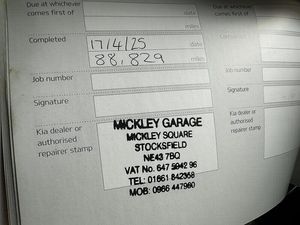 Due at whichever
comes first of
date
miles
Completed
17/4/25
date
88,829
miles
Job number
Signature
Kia dealer or
authorised
repairer stamp
MICKLEY GARAGE
MICKLEY SQUARE
STOCKSFIELD
NE43 7BQ
VAT No. 647 5942 96
TEL: 01661 842358
MOB: 0966 447980
Due at whichever
comes first of
Completed
Job number
Signature
Kia dealer or
authorised
repairer stamp